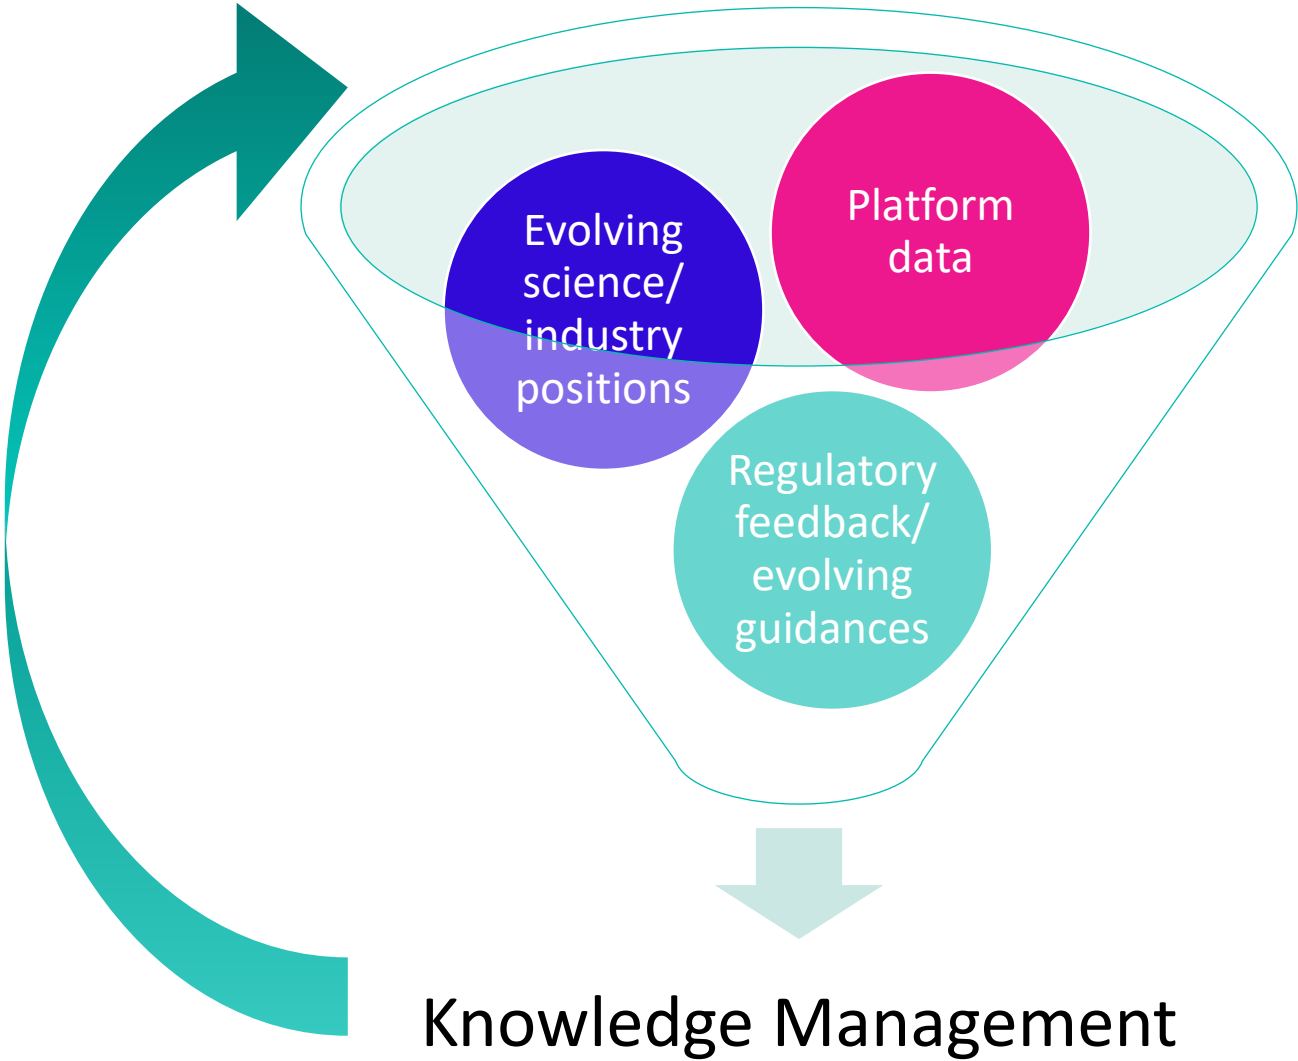 Evolving
science/
industry
positions
Platform
data
Regulatory
feedback/
evolving
guidances
Knowledge Management